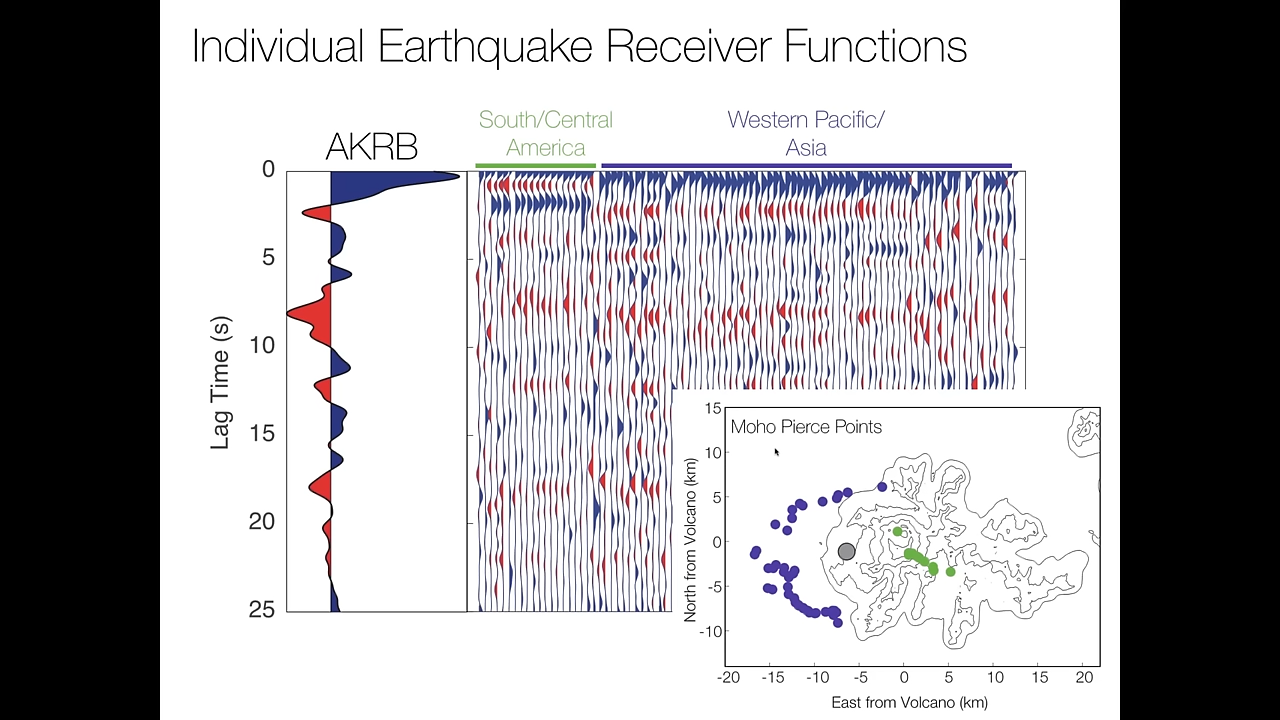 Individual Earthquake Receiver Functions
South/Central
America
Western Pacific/
Asia
AKRB
0
5
10
15
20
25
Lag Time (s)
Moho Pierce Points
15
10
5
0
-5
-10
North from Volcano (km)
-20 -15 -10 -5 0 5 10 15 20
East from Volcano (km)